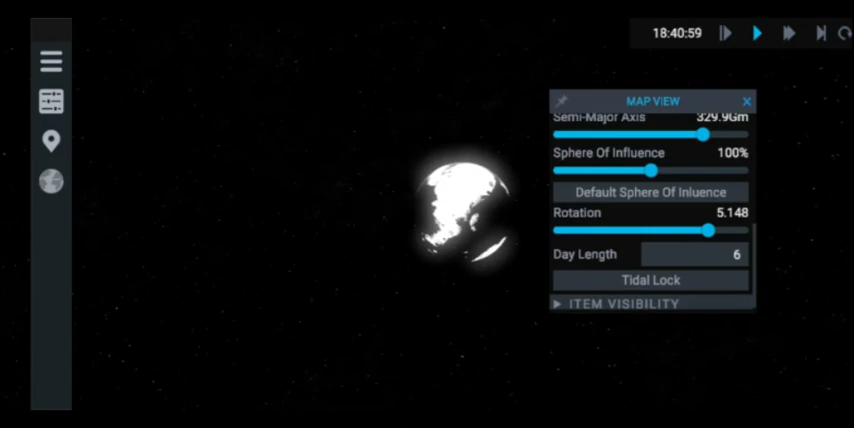 18:40:59
MAP VIEW
Semi-Major Axis 329.9Gm
Sphere Of Influence 100%
Default Sphere Of Inluence
Rotation 5.148
Day Length 6
Tidal Lock
ITEM VISIBILITY